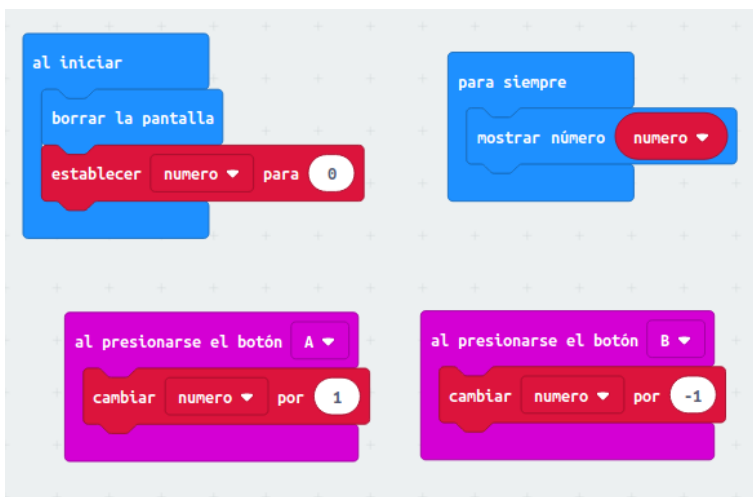 al iniciar
borrar la pantalla
establecer numero para 0
para siempre
mostrar número numero
al presionarse el botón A
cambiar numero por 1
al presionarse el botón B
cambiar numero por -1